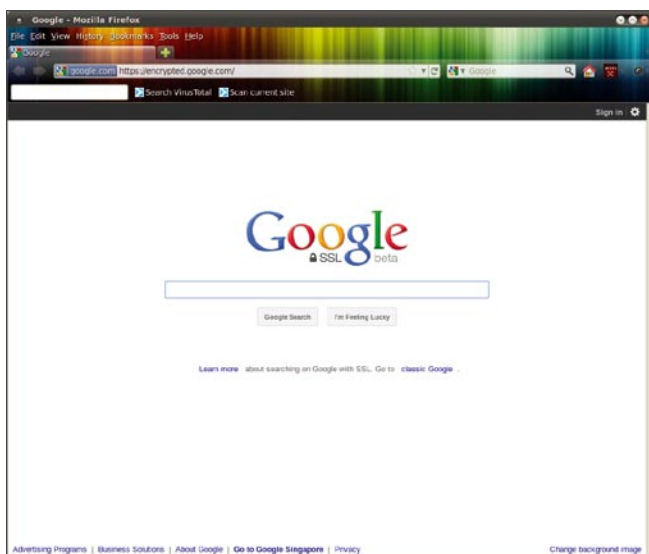 Google - Mozilla Firefox
File Edit View History Bookmarks Tools Help
Google
google.com https://encrypted.google.com/ Google
Search VirusTotal Scan current site
Sign in
Google
SSL beta
Google Search I'm Feeling Lucky
Learn more about searching on Google with SSL. Go to classic Google .
Advertising Programs | Business Solutions | About Google | Go to Google Singapore | Privacy Change background image